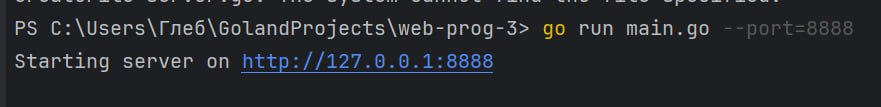 PS C:\Users\Глеб\GolandProjects\web-prog-3> go run main.go --port=8888
Starting server on http://127.0.0.1:8888